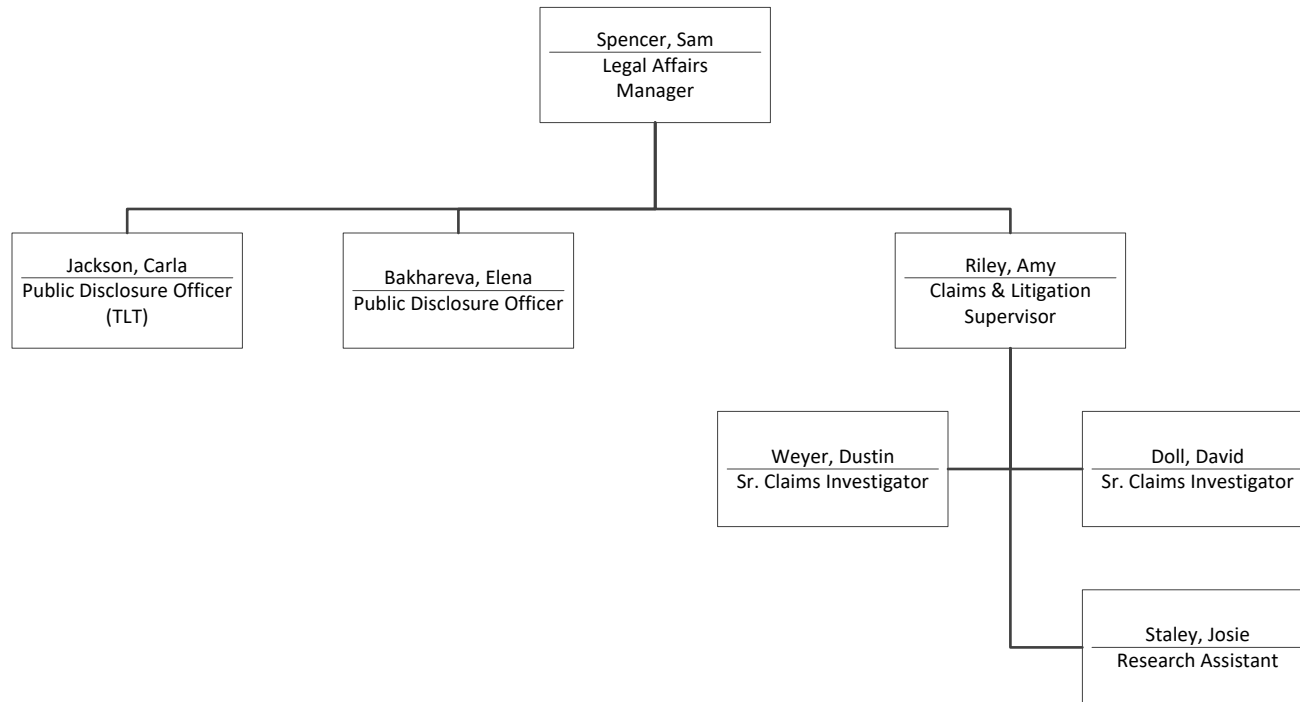 Spencer, Sam
Legal Affairs
Manager
Jackson, Carla
Public Disclosure Officer
(TLT)
Bakhareva, Elena
Public Disclosure Officer
Riley, Amy
Claims & Litigation
Supervisor
Weyer, Dustin
Sr. Claims Investigator
Doll, David
Sr. Claims Investigator
Staley, Josie
Research Assistant